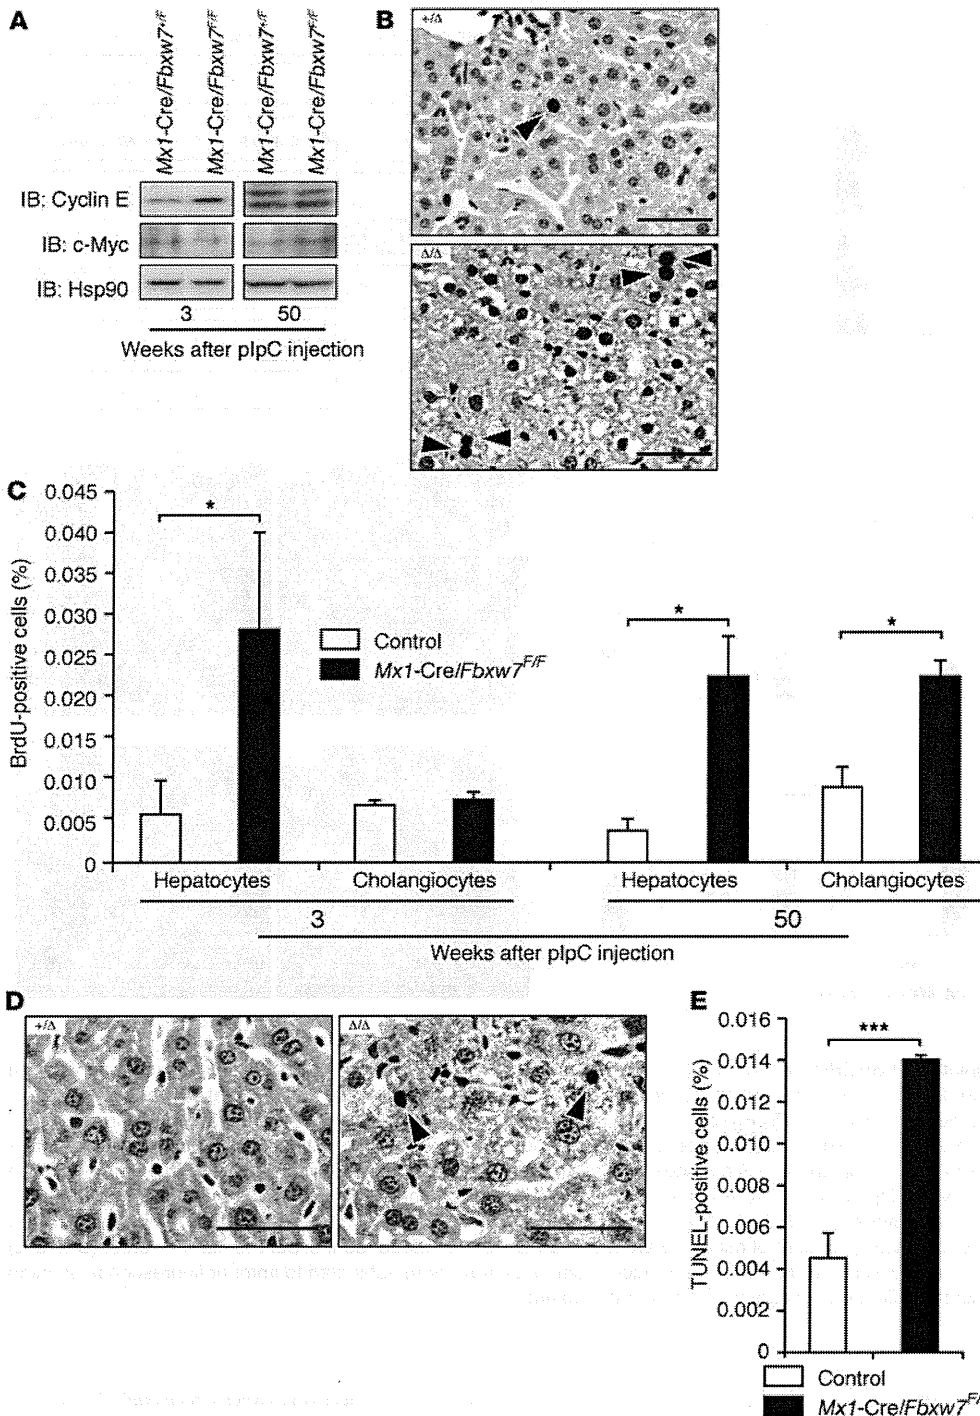 A
Mx1-Cre/Fbxw7+/F
Mx1-Cre/Fbxw7F/F
Mx1-Cre/Fbxw7+/F
Mx1-Cre/Fbxw7F/F
IB: Cyclin E
IB: c-Myc
IB: Hsp90
3
50
Weeks after pIpC injection
B
+/Δ
Δ/Δ
C
BrdU-positive cells (%)
0.045
0.040
0.035
0.030
0.025
0.020
0.015
0.010
0.005
0
*
*
*
Control
Mx1-Cre/Fbxw7F/F
Hepatocytes
Cholangiocytes
Hepatocytes
Cholangiocytes
3
50
Weeks after pIpC injection
D
+/Δ
Δ/Δ
E
TUNEL-positive cells (%)
0.016
0.014
0.012
0.010
0.008
0.006
0.004
0.002
0
***
Control
Mx1-Cre/Fbxw7F/